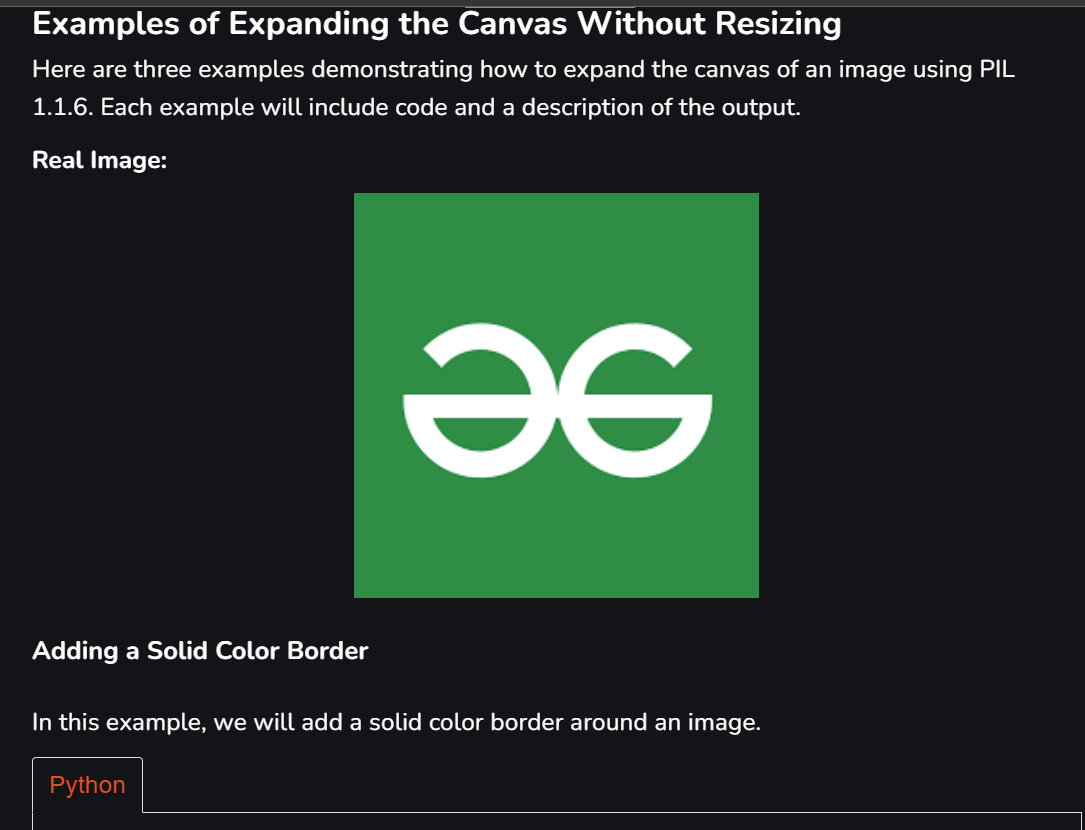 Examples of Expanding the Canvas Without Resizing
Here are three examples demonstrating how to expand the canvas of an image using PIL
1.1.6. Each example will include code and a description of the output.
Real Image:
Adding a Solid Color Border
In this example, we will add a solid color border around an image.
Python